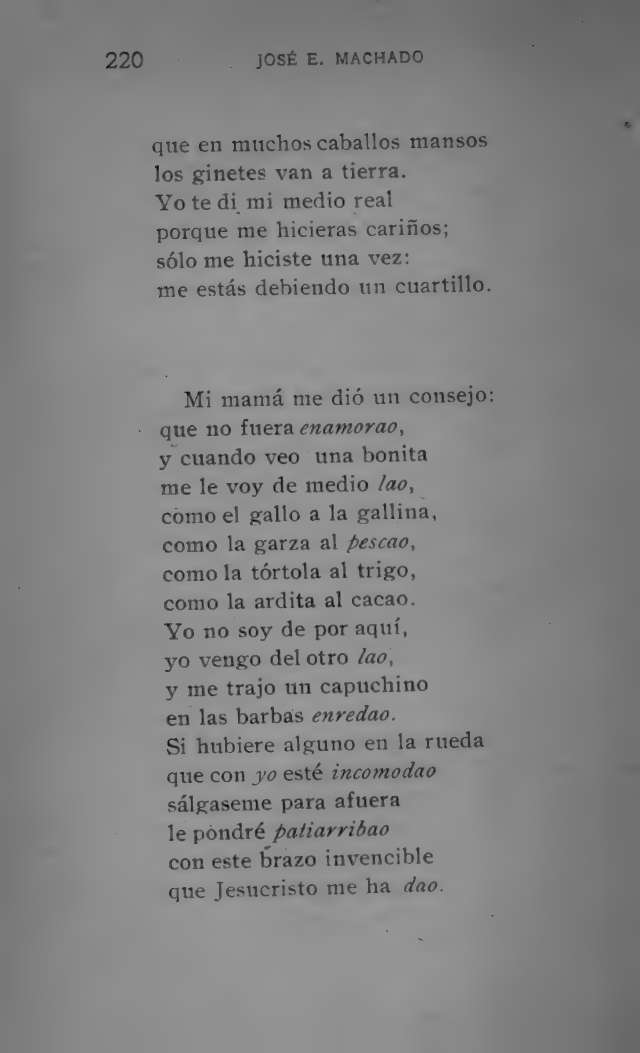 220 JOSÉ E. MACHADO
que en muchos caballos mansos
los ginetes van a tierra.
Yo te di mi medio real
porque me hicieras cariños;
sólo me hiciste una vez:
me estás debiendo un cuartillo.
Mi mamá me dió un consejo:
que no fuera enamorao,
y cuando veo una bonita
me le voy de medio lao,
como el gallo a la gallina,
como la garza al pescao,
como la tórtola al trigo,
como la ardita al cacao.
Yo no soy de por aquí,
yo vengo del otro lao,
y me trajo un capuchino
en las barbas enredao.
Si hubiere alguno en la rueda
que con yo esté incomodao
sálgaseme para afuera
le pondré patiarribao
con este brazo invencible
que Jesucristo me ha dao.